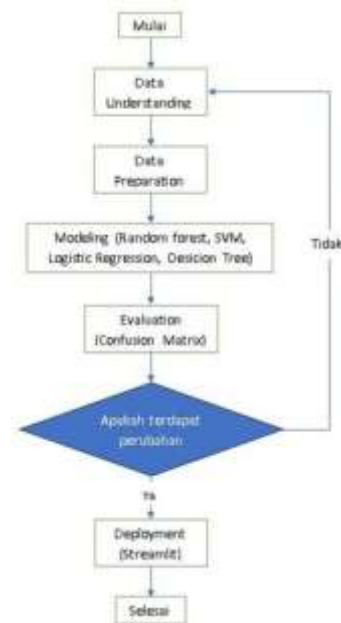 Mulai
Data
Understanding
Data
Preparation
Modeling (Random forest, SVM,
Logistic Regression, Desicion Tree)
Tidak
Evaluation
(Confusion Matrix)
Apakah terdapat
perubahan
Ya
Deployment
(Streamlit)
Selesai